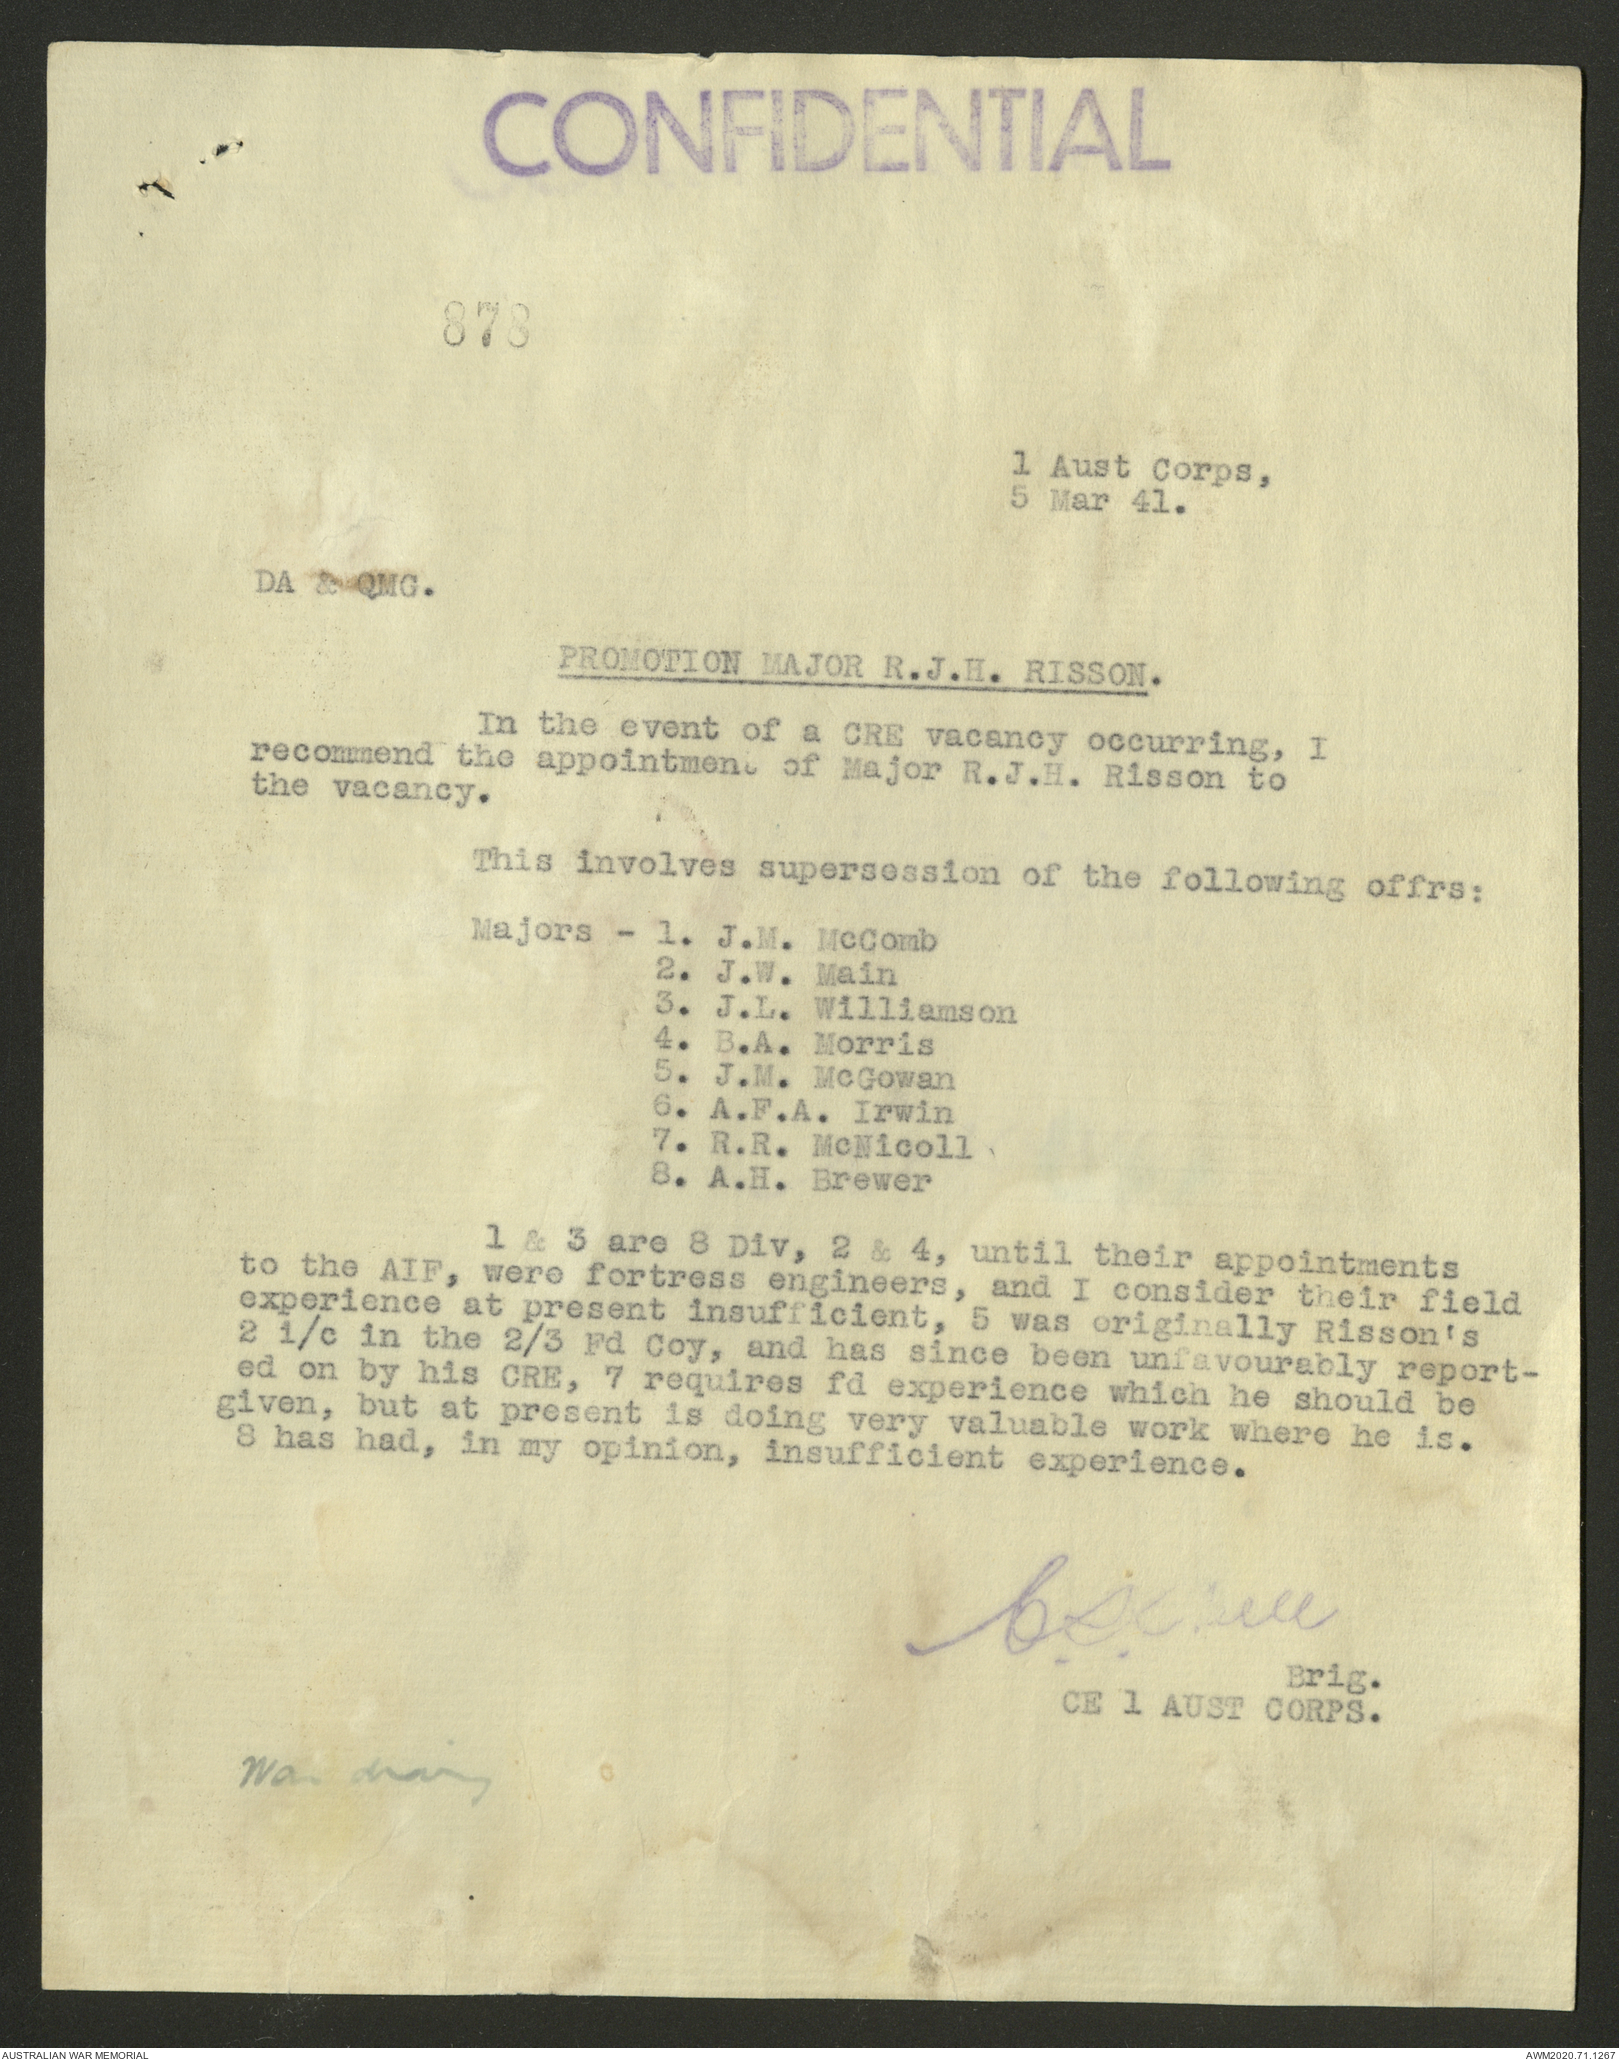 CONFIDENTIAL
878
1 Aust Corps,
5 Mar 41.
DA & QMG.
PROMOTION MAJOR R.J.H. RISSON.
In the event of a CRE vacancy occurring, I
recommend the appointment of Major R.J.H. Risson to
the vacancy.
This involves supersession of the following offrs:
Majors - 1. J.M. McComb
2. J.W. Main
3. J.L. Williamson
4. B.A. Morris
5. J.M. McGowan
6. A.F.A. Irwin
7. R.R. McNicoll
8. A.H. Brewer
1 & 3 are 8 Div, 2 & 4, until their appointments
to the AIF, were fortress engineers, and I consider their field
experience at present insufficient, 5 was originally Risson's
2 i/c in the 2/3 Fd Coy, and has since been unfavourably report-
ed on by his CRE, 7 requires fd experience which he should be
given, but at present is doing very valuable work where he is.
8 has had, in my opinion, insufficient experience.
Brig.
CE 1 AUST CORPS.
War diary
AUSTRALIAN WAR MEMORIAL
AWM2020.71.1267